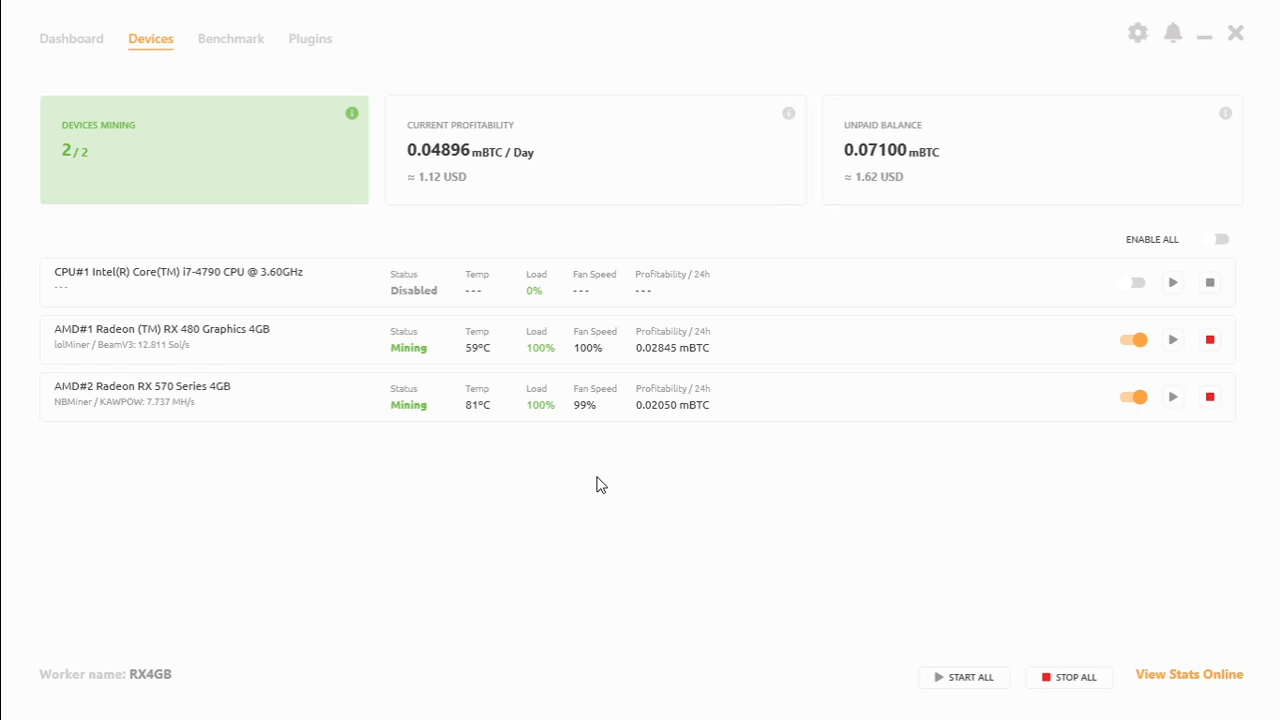 Dashboard Devices Benchmark Plugins
DEVICES MINING
2 / 2
CURRENT PROFITABILITY
0.04896 mBTC / Day
≈ 1.12 USD
UNPAID BALANCE
0.07100 mBTC
≈ 1.62 USD
ENABLE ALL
CPU#1 Intel(R) Core(TM) i7-4790 CPU @ 3.60GHz
- - -
Status Temp Load Fan Speed Profitability / 24h
Disabled - - - 0% - - - - - -
AMD#1 Radeon (TM) RX 480 Graphics 4GB
lolMiner / BeamV3: 12.811 Sol/s
Status Temp Load Fan Speed Profitability / 24h
Mining 59°C 100% 100% 0.02845 mBTC
AMD#2 Radeon RX 570 Series 4GB
NBMiner / KAWPOW: 7.737 MH/s
Status Temp Load Fan Speed Profitability / 24h
Mining 81°C 100% 99% 0.02050 mBTC
Worker name: RX4GB
START ALL STOP ALL View Stats Online